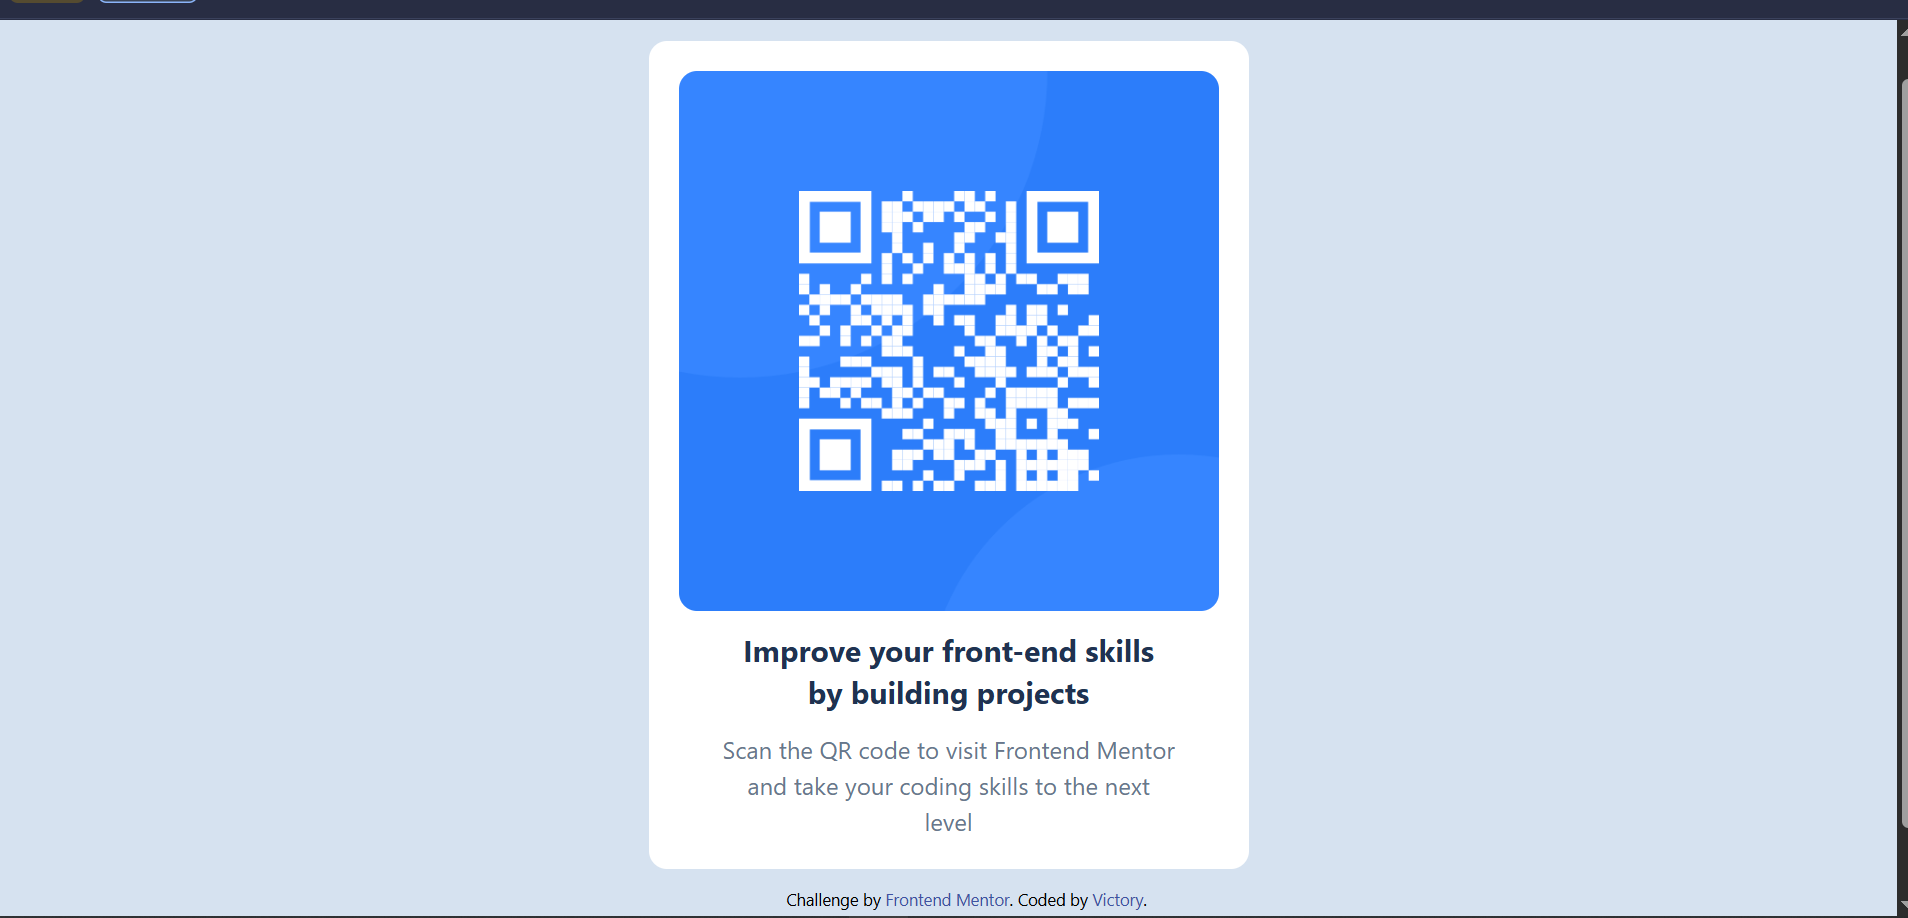 Improve your front-end skills
by building projects
Scan the QR code to visit Frontend Mentor
and take your coding skills to the next
level
Challenge by Frontend Mentor. Coded by Victory.